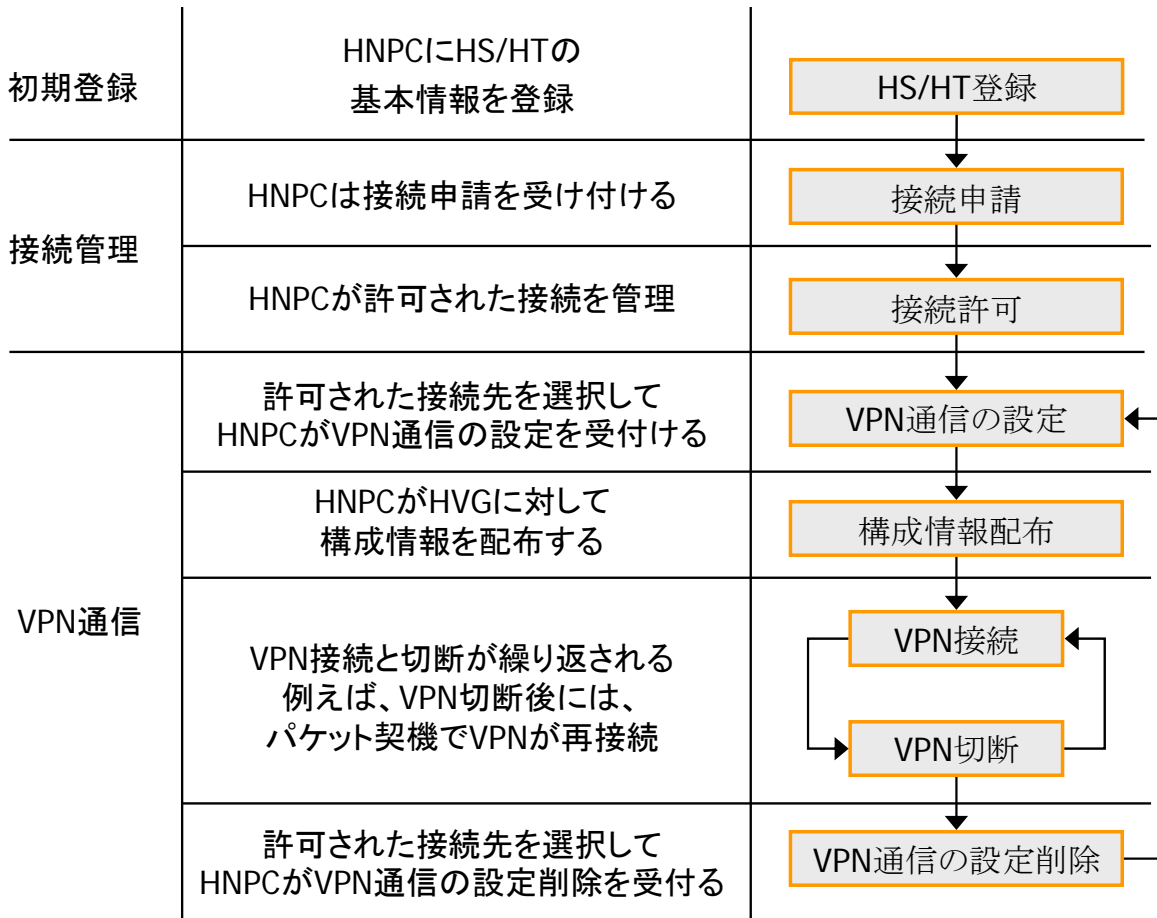 初期登録
HNPCにHS/HTの
基本情報を登録
HS/HT登録
接続管理
HNPCは接続申請を受け付ける
接続申請
HNPCが許可された接続を管理
接続許可
VPN通信
許可された接続先を選択して
HNPCがVPN通信の設定を受付ける
VPN通信の設定
HNPCがHVGに対して
構成情報を配布する
構成情報配布
VPN接続と切断が繰り返される
例えば、VPN切断後には、
パケット契機でVPNが再接続
VPN接続
VPN切断
許可された接続先を選択して
HNPCがVPN通信の設定削除を受付る
VPN通信の設定削除